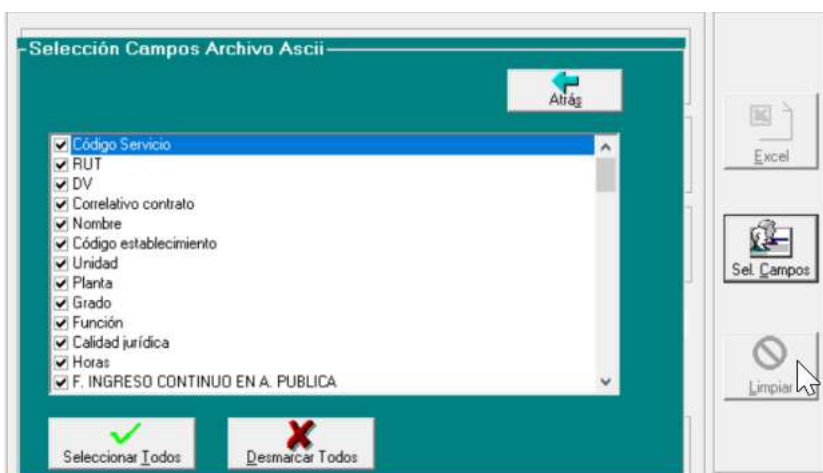 Selección Campos Archivo Ascii
Atrás
Código Servicio
RUT
DV
Correlativo contrato
Nombre
Código establecimiento
Unidad
Planta
Grado
Función
Calidad jurídica
Horas
F. INGRESO CONTINUO EN A. PUBLICA
Seleccionar Todos
Desmarcar Todos
Excel
Sel. Campos
Limpiar